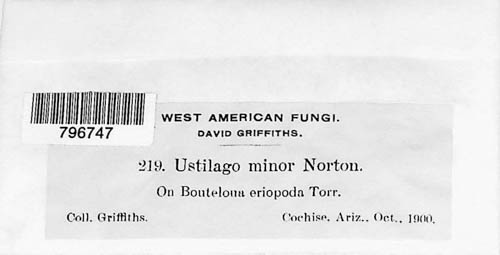 796747
WEST AMERICAN FUNGI.
DAVID GRIFFITHS.
219. Ustilago minor Norton.
On Bouteloua eriopoda Torr.
Coll. Griffiths. Cochise, Ariz., Oct., 1900.